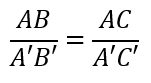 AB/A′B′ = AC/A′C′